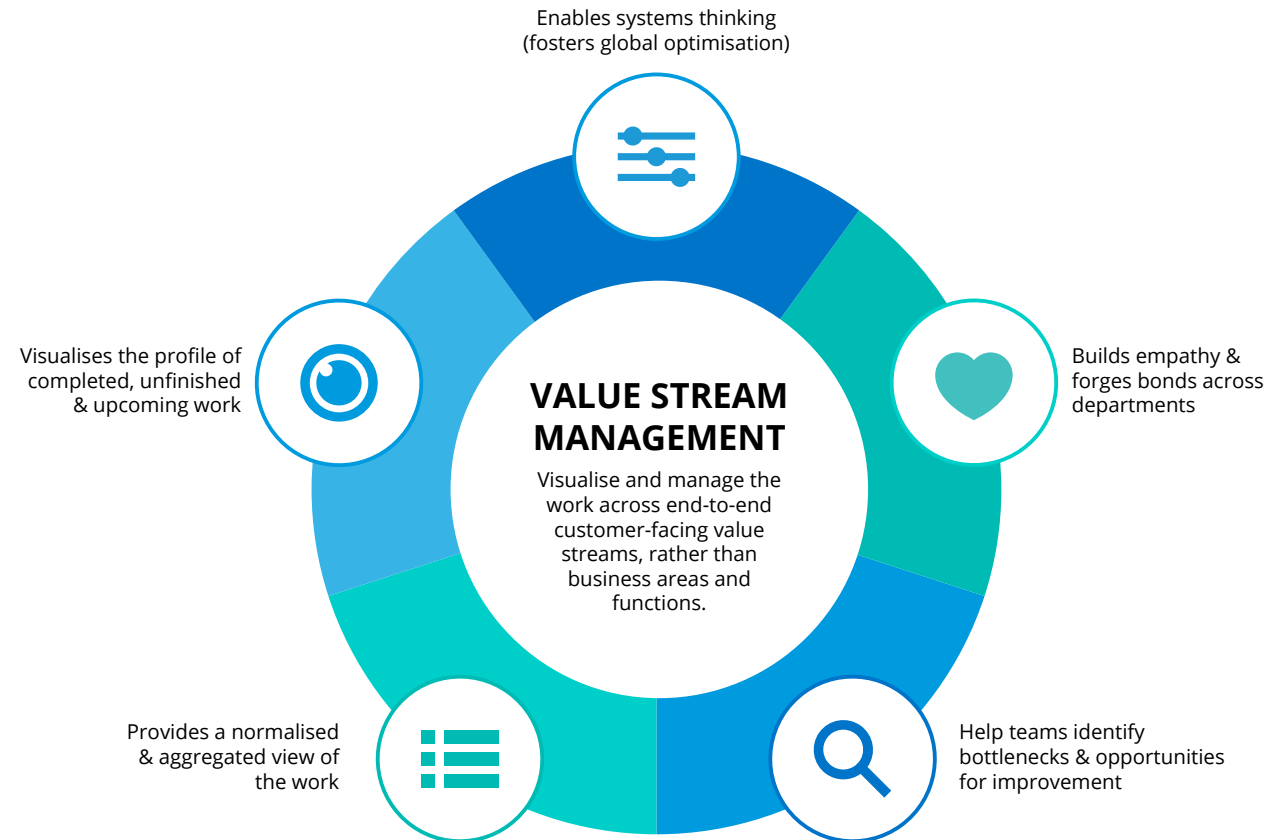 Enables systems thinking
(fosters global optimisation)
Visualises the profile of
completed, unfinished
& upcoming work
Builds empathy &
forges bonds across
departments
VALUE STREAM
MANAGEMENT
Visualise and manage the
work across end-to-end
customer-facing value
streams, rather than
business areas and
functions.
Provides a normalised
& aggregated view of
the work
Help teams identify
bottlenecks & opportunities
for improvement